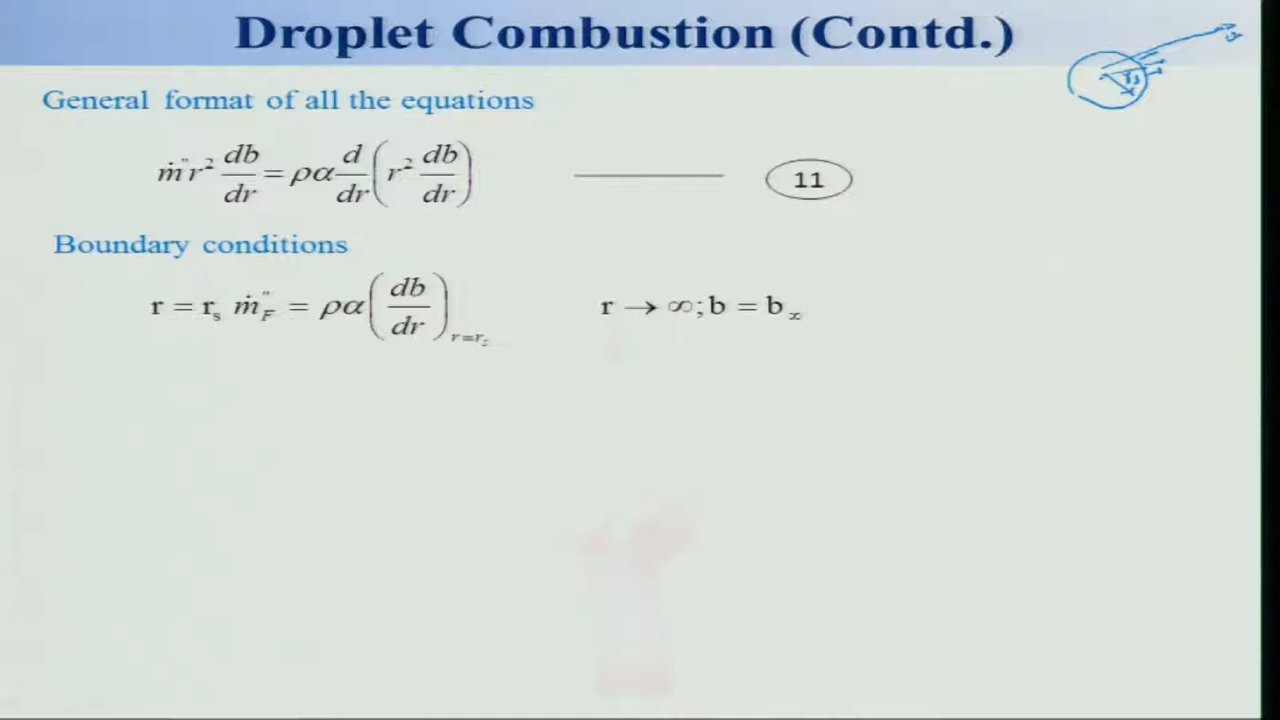 Droplet Combustion (Contd.)
General format of all the equations
ṁ″r² db/dr = ρα d/dr (r² db/dr) 11
Boundary conditions
r = rₛ ṁ″_F = ρα (db/dr)_{r=rₛ} r → ∞; b = b_∞